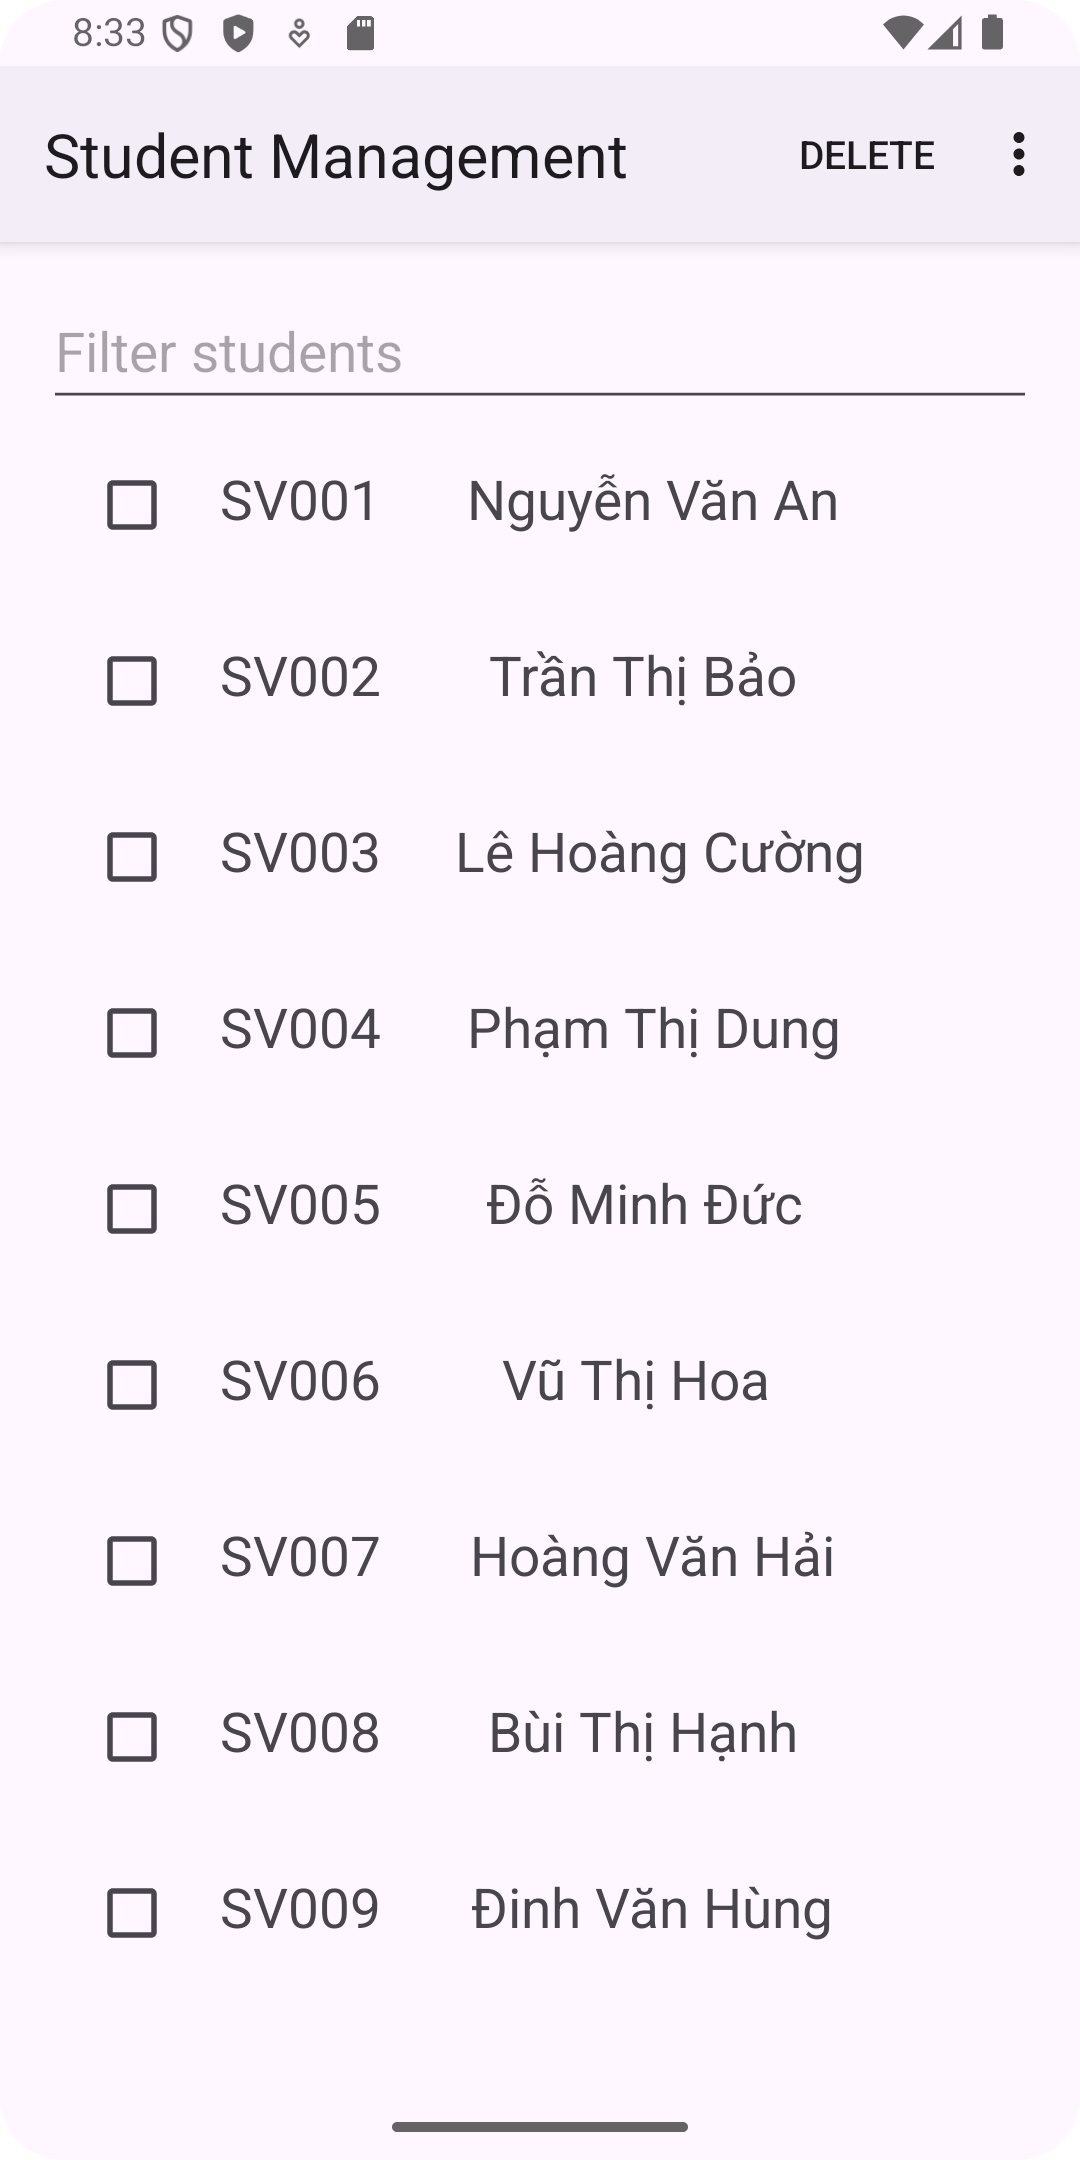 8:33
Student Management DELETE
Filter students
SV001 Nguyễn Văn An
SV002 Trần Thị Bảo
SV003 Lê Hoàng Cường
SV004 Phạm Thị Dung
SV005 Đỗ Minh Đức
SV006 Vũ Thị Hoa
SV007 Hoàng Văn Hải
SV008 Bùi Thị Hạnh
SV009 Đinh Văn Hùng